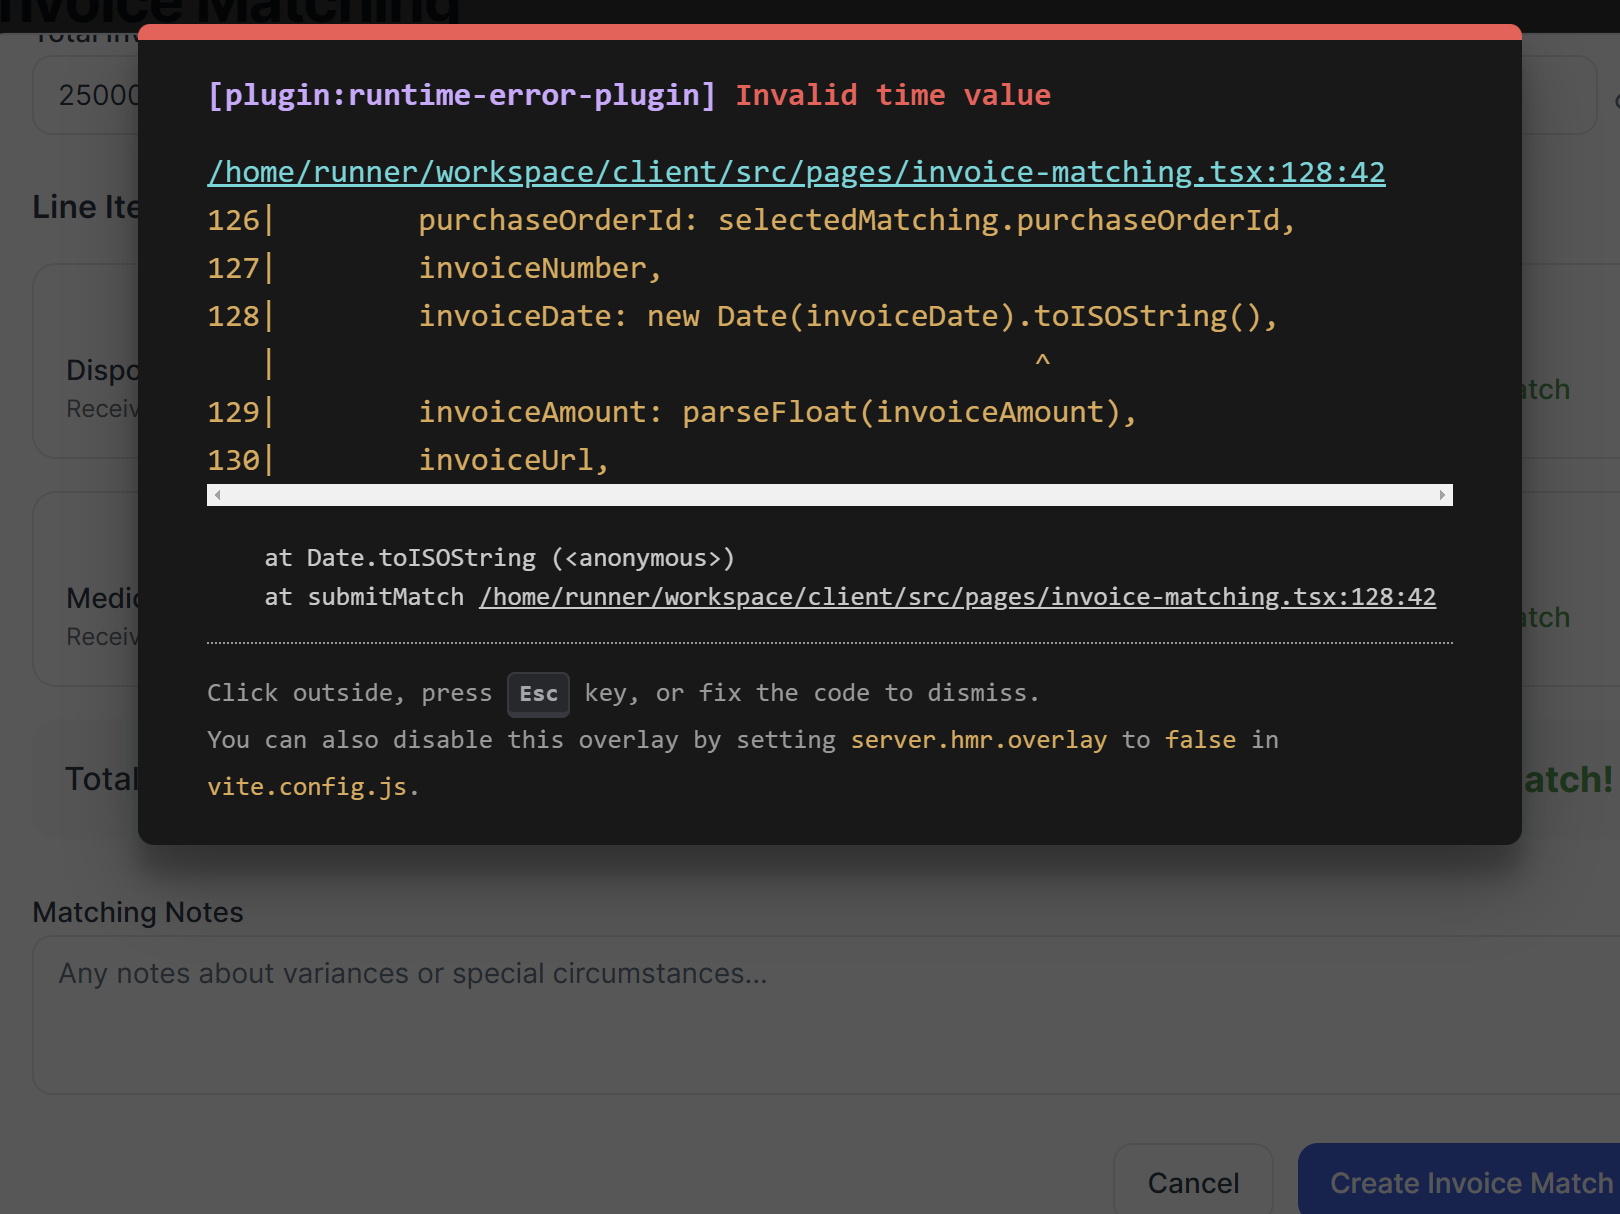 Invoice Matching
25000
[plugin:runtime-error-plugin] Invalid time value
/home/runner/workspace/client/src/pages/invoice-matching.tsx:128:42
Line Ite
126|        purchaseOrderId: selectedMatching.purchaseOrderId,
127|        invoiceNumber,
128|        invoiceDate: new Date(invoiceDate).toISOString(),
   |                                           ^
Dispo
atch
Receiv
129|        invoiceAmount: parseFloat(invoiceAmount),
130|        invoiceUrl,
at Date.toISOString (<anonymous>)
at submitMatch /home/runner/workspace/client/src/pages/invoice-matching.tsx:128:42
Medic
atch
Receiv
Click outside, press Esc key, or fix the code to dismiss.
You can also disable this overlay by setting server.hmr.overlay to false in
vite.config.js.
Total
atch!
Matching Notes
Any notes about variances or special circumstances...
Cancel
Create Invoice Match